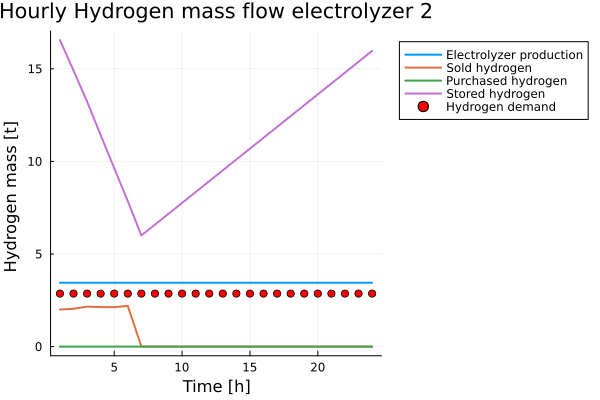 Hourly Hydrogen mass flow electrolyzer 2
Hydrogen mass [t]
15
10
5
0
5
10
15
20
Time [h]
Electrolyzer production
Sold hydrogen
Purchased hydrogen
Stored hydrogen
Hydrogen demand